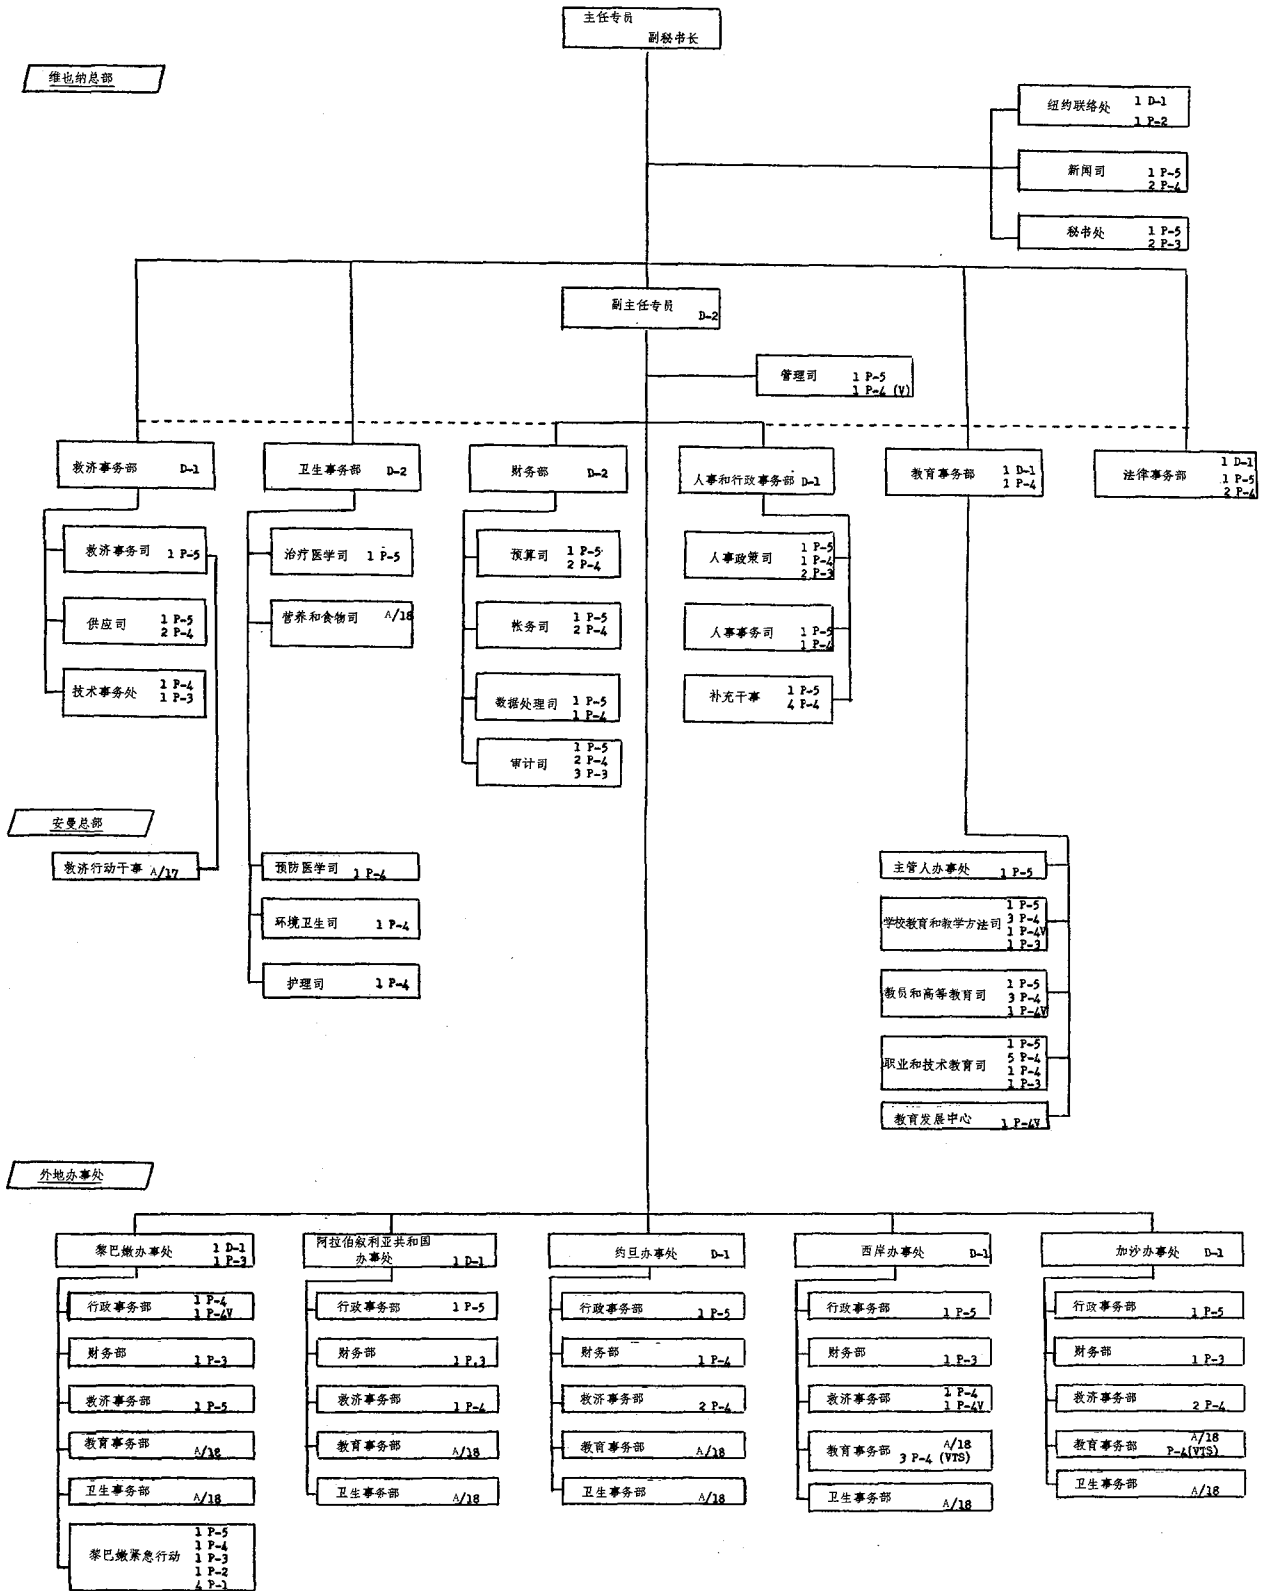 主任专员
副秘书长
维也纳总部
纽约联络处 1 D-1
1 P-2
新闻司 1 P-5
2 P-4
秘书处 1 P-5
2 P-3
副主任专员 D-2
管理司 1 P-5
1 P-4 (V)
救济事务部 D-1
卫生事务部 D-2
财务部 D-2
人事和行政事务部 D-1
教育事务部 1 D-1
1 P-4
法律事务部 1 D-1
1 P-5
2 P-4
救济事务司 1 P-5
供应司 1 P-5
2 P-4
技术事务处 1 P-4
1 P-3
治疗医学司 1 P-5
营养和食物司 A/18
预算司 1 P-5
2 P-4
帐务司 1 P-5
2 P-4
数据处理司 1 P-5
1 P-4
审计司 1 P-5
2 P-4
3 P-3
人事政策司 1 P-5
1 P-4
2 P-3
人事事务司 1 P-5
1 P-4
补充干事 1 P-5
4 P-4
安曼总部
救济行动干事 A/17
预防医学司 1 P-4
环境卫生司 1 P-4
护理司 1 P-4
主管人办事处 1 P-5
学校教育和教学方法司 1 P-5
3 P-4
1 P-4V
1 P-3
教员和高等教育司 1 P-5
3 P-4
1 P-4V
职业和技术教育司 1 P-5
5 P-4
1 P-4
1 P-3
教育发展中心 1 P-4V
外地办事处
黎巴嫩办事处 1 D-1
1 P-3
行政事务部 1 P-4
1 P-4V
财务部 1 P-3
救济事务部 1 P-5
教育事务部 A/18
卫生事务部 A/18
黎巴嫩紧急行动 1 P-5
1 P-4
1 P-3
1 P-2
4 P-1
阿拉伯叙利亚共和国
办事处 1 D-1
行政事务部 1 P-5
财务部 1 P.3
救济事务部 1 P-4
教育事务部 A/18
卫生事务部 A/18
约旦办事处 D-1
行政事务部 1 P-5
财务部 1 P-4
救济事务部 2 P-4
教育事务部 A/18
卫生事务部 A/18
西岸办事处 D-1
行政事务部 1 P-5
财务部 1 P-3
救济事务部 1 P-4
1 P-4V
教育事务部 A/18
3 P-4 (VTS)
卫生事务部 A/18
加沙办事处 D-1
行政事务部 1 P-5
财务部 1 P-3
救济事务部 2 P-4
教育事务部 A/18
P-4(VTS)
卫生事务部 A/18